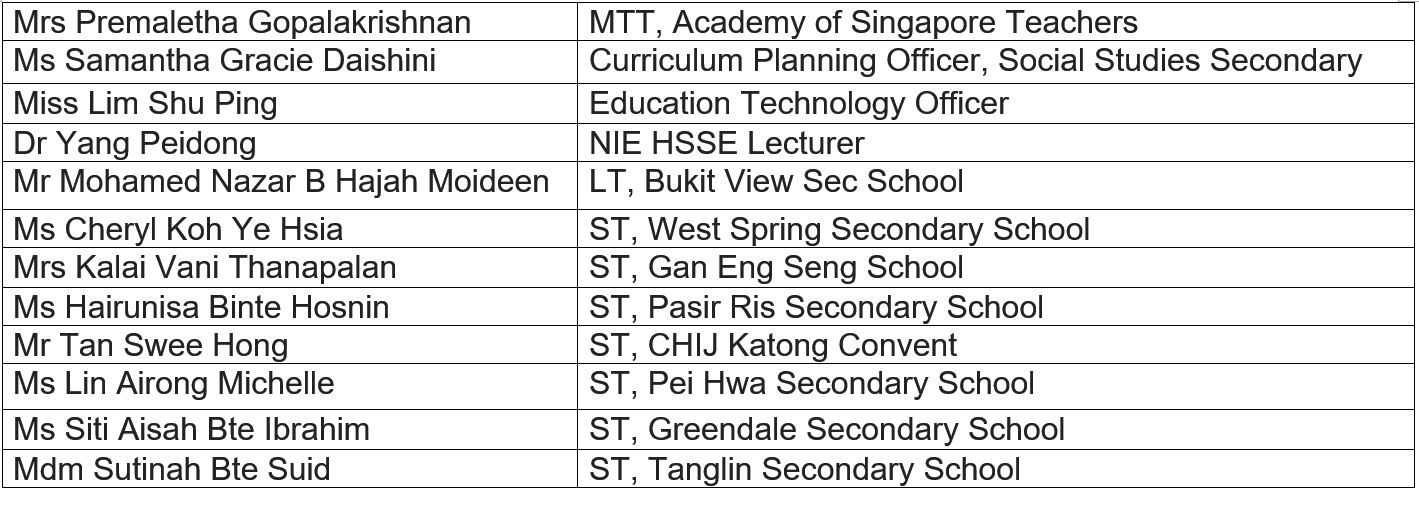 Mrs Premaletha Gopalakrishnan MTT, Academy of Singapore Teachers
Ms Samantha Gracie Daishini Curriculum Planning Officer, Social Studies Secondary
Miss Lim Shu Ping Education Technology Officer
Dr Yang Peidong NIE HSSE Lecturer
Mr Mohamed Nazar B Hajah Moideen LT, Bukit View Sec School
Ms Cheryl Koh Ye Hsia ST, West Spring Secondary School
Mrs Kalai Vani Thanapalan ST, Gan Eng Seng School
Ms Hairunisa Binte Hosnin ST, Pasir Ris Secondary School
Mr Tan Swee Hong ST, CHIJ Katong Convent
Ms Lin Airong Michelle ST, Pei Hwa Secondary School
Ms Siti Aisah Bte Ibrahim ST, Greendale Secondary School
Mdm Sutinah Bte Suid ST, Tanglin Secondary School